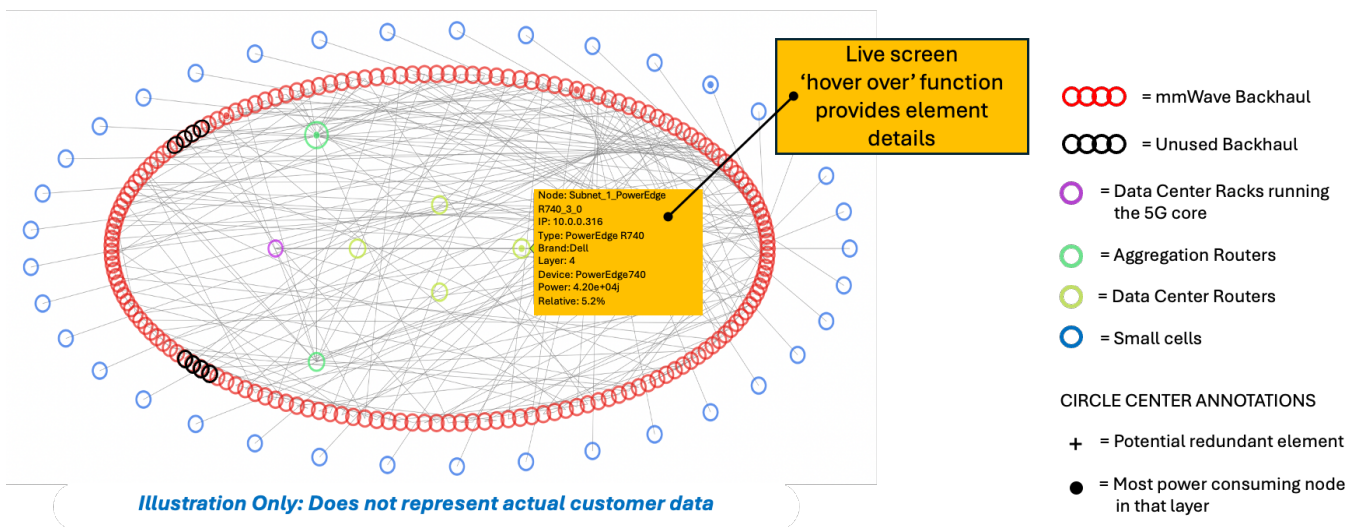 Live screen
‘hover over’ function
provides element
details
Node: Subnet_1_PowerEdge
R740_3_0
IP: 10.0.0.316
Type: PowerEdge R740
Brand:Dell
Layer: 4
Device: PowerEdge740
Power: 4.20e+04j
Relative: 5.2%
= mmWave Backhaul
= Unused Backhaul
= Data Center Racks running
the 5G core
= Aggregation Routers
= Data Center Routers
= Small cells
CIRCLE CENTER ANNOTATIONS
+ = Potential redundant element
= Most power consuming node
in that layer
Illustration Only: Does not represent actual customer data